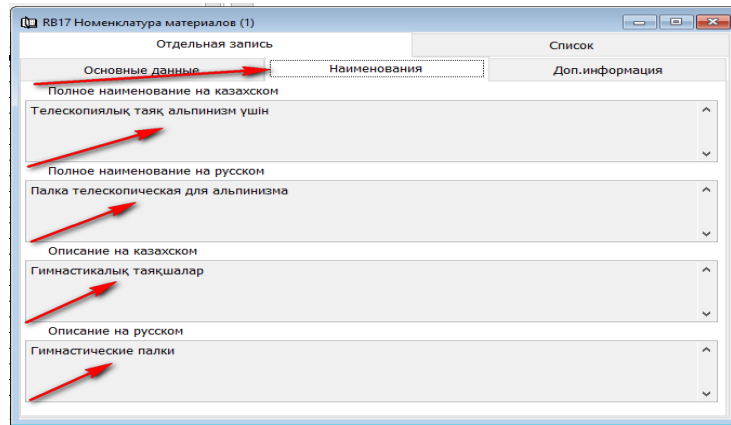 RB17 Номенклатура материалов (1)
Отдельная запись
Список
Основные данные
Наименования
Доп.информация
Полное наименование на казахском
Телескопиялық таяқ альпинизм үшін
Полное наименование на русском
Палка телескопическая для альпинизма
Описание на казахском
Гимнастикалық таяқшалар
Описание на русском
Гимнастические палки